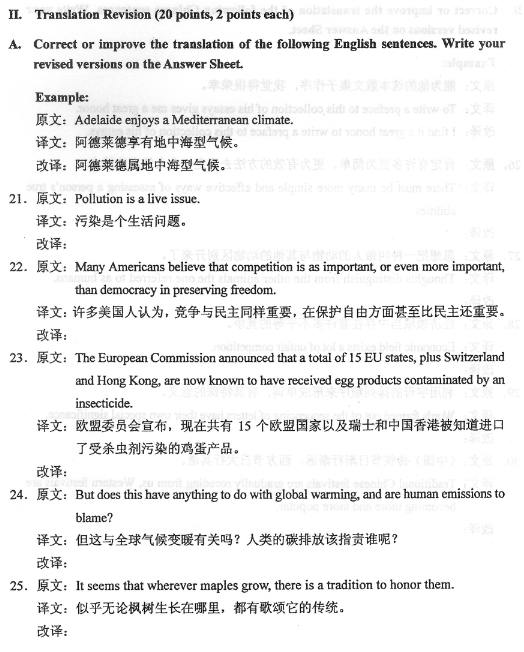 II. Translation Revision (20 points, 2 points each)
A. Correct or improve the translation of the following English sentences. Write your
revised versions on the Answer Sheet.
Example:
原文：Adelaide enjoys a Mediterranean climate.
译文：阿德莱德享有地中海型气候。
改译：阿德莱德属地中海型气候。
21. 原文：Pollution is a live issue.
译文：污染是个生活问题。
改译：
22. 原文：Many Americans believe that competition is as important, or even more important,
than democracy in preserving freedom.
译文：许多美国人认为，竞争与民主同样重要，在保护自由方面甚至比民主还重要。
改译：
23. 原文：The European Commission announced that a total of 15 EU states, plus Switzerland
and Hong Kong, are now known to have received egg products contaminated by an
insecticide.
译文：欧盟委员会宣布，现在共有 15 个欧盟国家以及瑞士和中国香港被知道进口
了受杀虫剂污染的鸡蛋产品。
改译：
24. 原文：But does this have anything to do with global warming, and are human emissions to
blame?
译文：但这与全球气候变暖有关吗？人类的碳排放该指责谁呢？
改译：
25. 原文：It seems that wherever maples grow, there is a tradition to honor them.
译文：似乎无论枫树生长在哪里，都有歌颂它的传统。
改译：